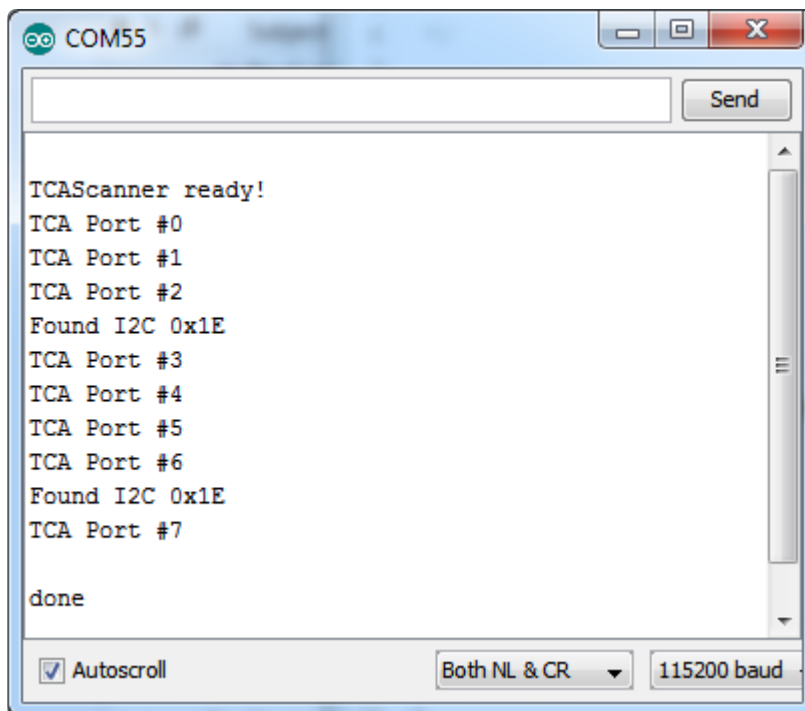 COM55
Send
TCAScanner ready!
TCA Port #0
TCA Port #1
TCA Port #2
Found I2C 0x1E
TCA Port #3
TCA Port #4
TCA Port #5
TCA Port #6
Found I2C 0x1E
TCA Port #7
done
Autoscroll Both NL & CR 115200 baud